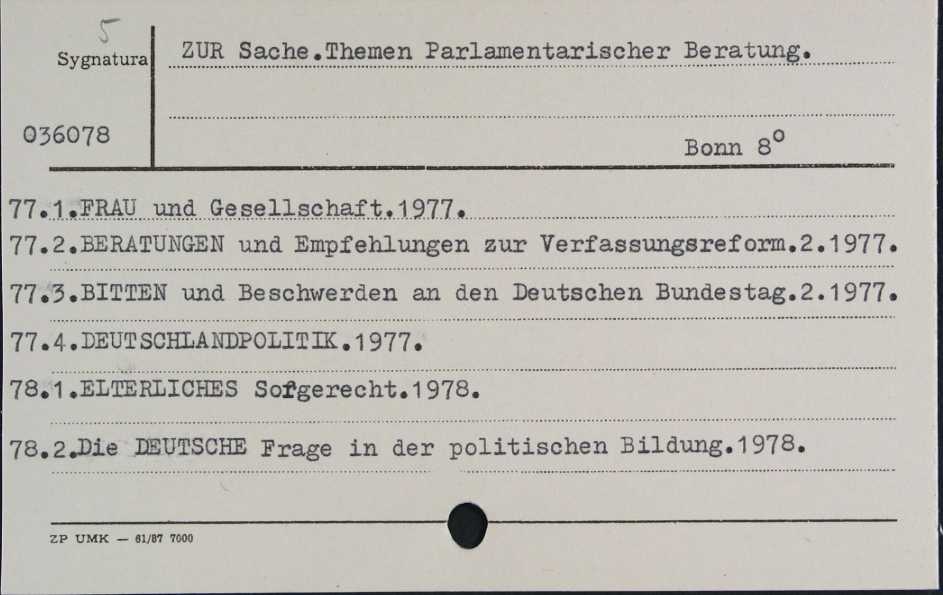 5
Sygnatura
ZUR Sache.Themen Parlamentarischer Beratung.
036078
Bonn 8º
77.1.FRAU und Gesellschaft.1977.
77.2.BERATUNGEN und Empfehlungen zur Verfassungsreform.2.1977.
77.3.BITTEN und Beschwerden an den Deutschen Bundestag.2.1977.
77.4.DEUTSCHLANDPOLITIK.1977.
78.1.ELTERLICHES Sorgerecht.1978.
78.2.Die DEUTSCHE Frage in der politischen Bildung.1978.
ZP UMK — 61/87 7000